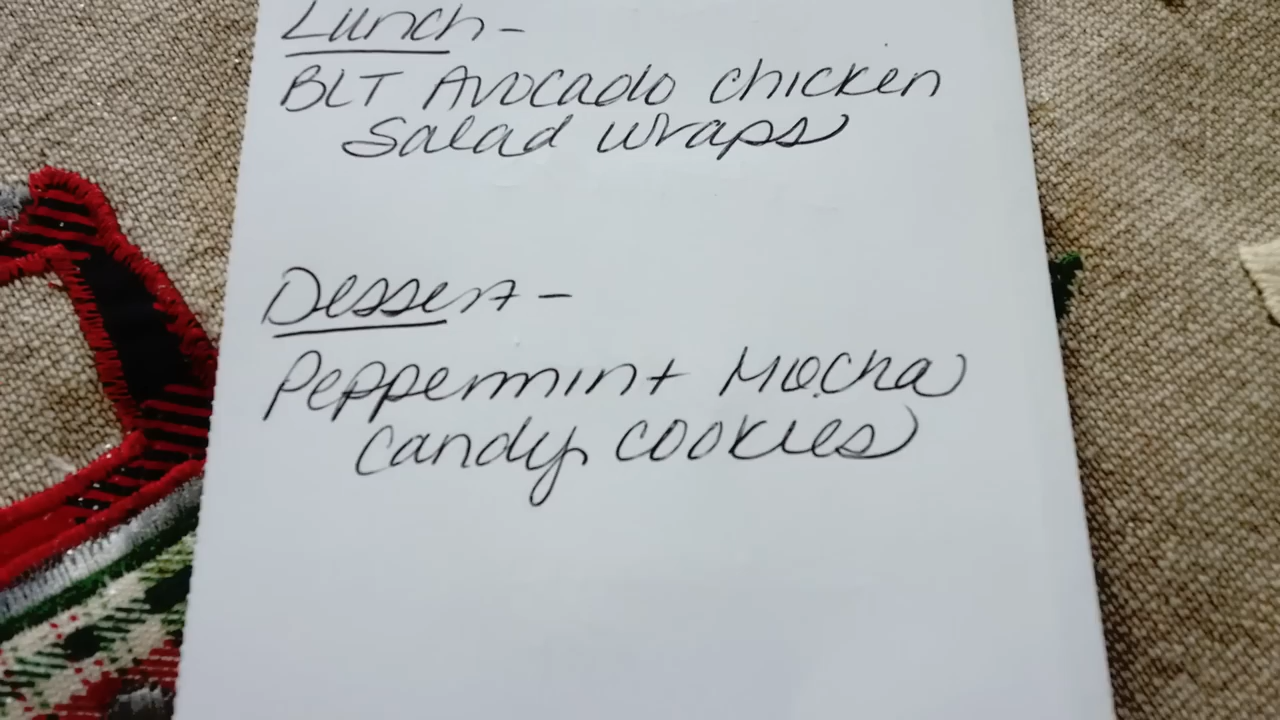 Lunch -
BLT Avocado chicken
Salad wraps
Dessert -
Peppermint Mocha
candy cookies